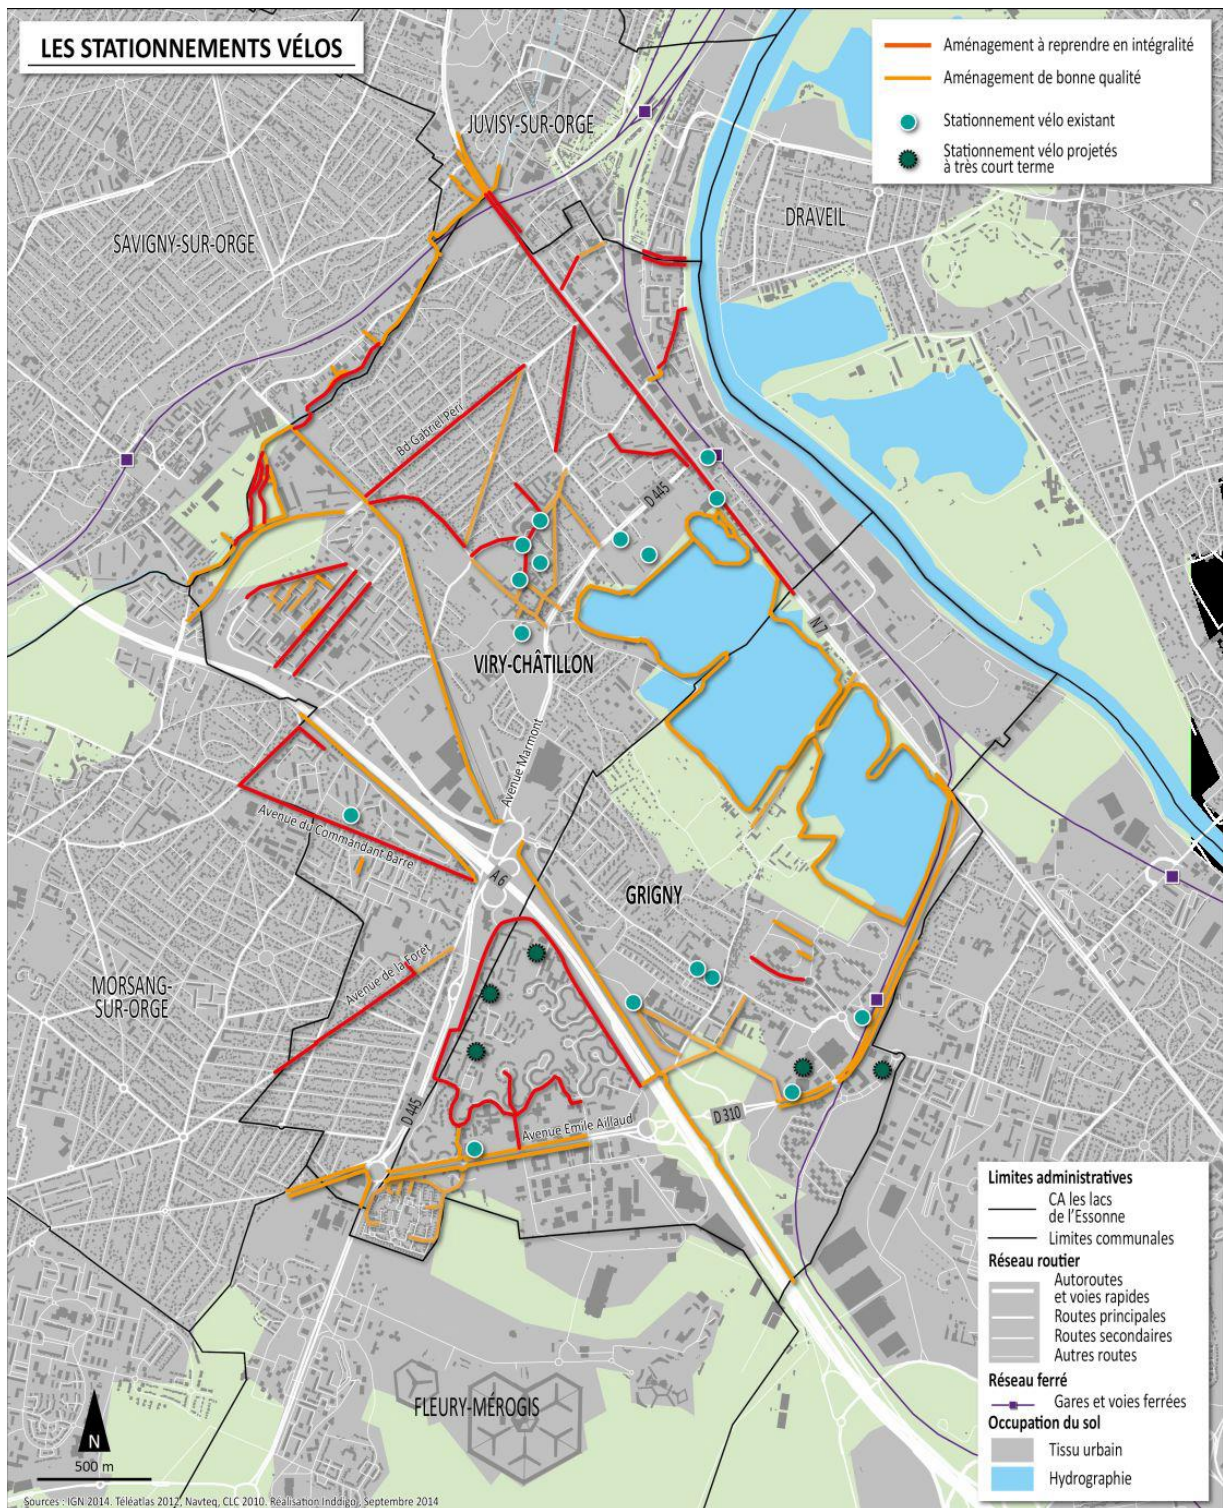 LES STATIONNEMENTS VÉLOS
Aménagement à reprendre en intégralité
Aménagement de bonne qualité
Stationnement vélo existant
Stationnement vélo projetés
à très court terme
JUVISY-SUR-ORGE
DRAVEIL
SAVIGNY-SUR-ORGE
Bd Gabriel Péri
D 445
N 7
VIRY-CHÂTILLON
Avenue Marmont
Avenue du Commandant Barre
A 6
GRIGNY
Avenue de la Foret
MORSANG-
SUR-ORGE
D 445
D 310
Avenue Emile Aillaud
FLEURY-MÉROGIS
Limites administratives
CA les lacs
de l'Essonne
Limites communales
Réseau routier
Autoroutes
et voies rapides
Routes principales
Routes secondaires
Autres routes
Réseau ferré
Gares et voies ferrées
Occupation du sol
Tissu urbain
Hydrographie
N
500 m
Sources : IGN 2014. Téléatlas 2012, Navteq, CLC 2010. Réalisation Inddigo, Septembre 2014